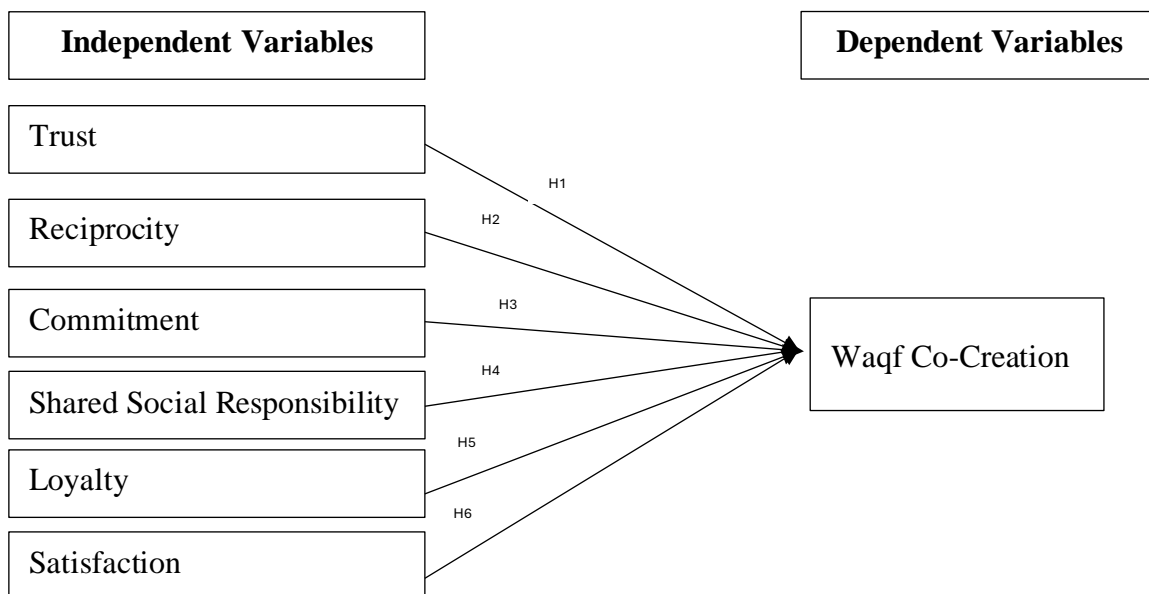 Independent Variables
Dependent Variables
Trust
H1
Reciprocity
H2
Commitment
H3
Waqf Co-Creation
Shared Social Responsibility
H4
Loyalty
H5
Satisfaction
H6